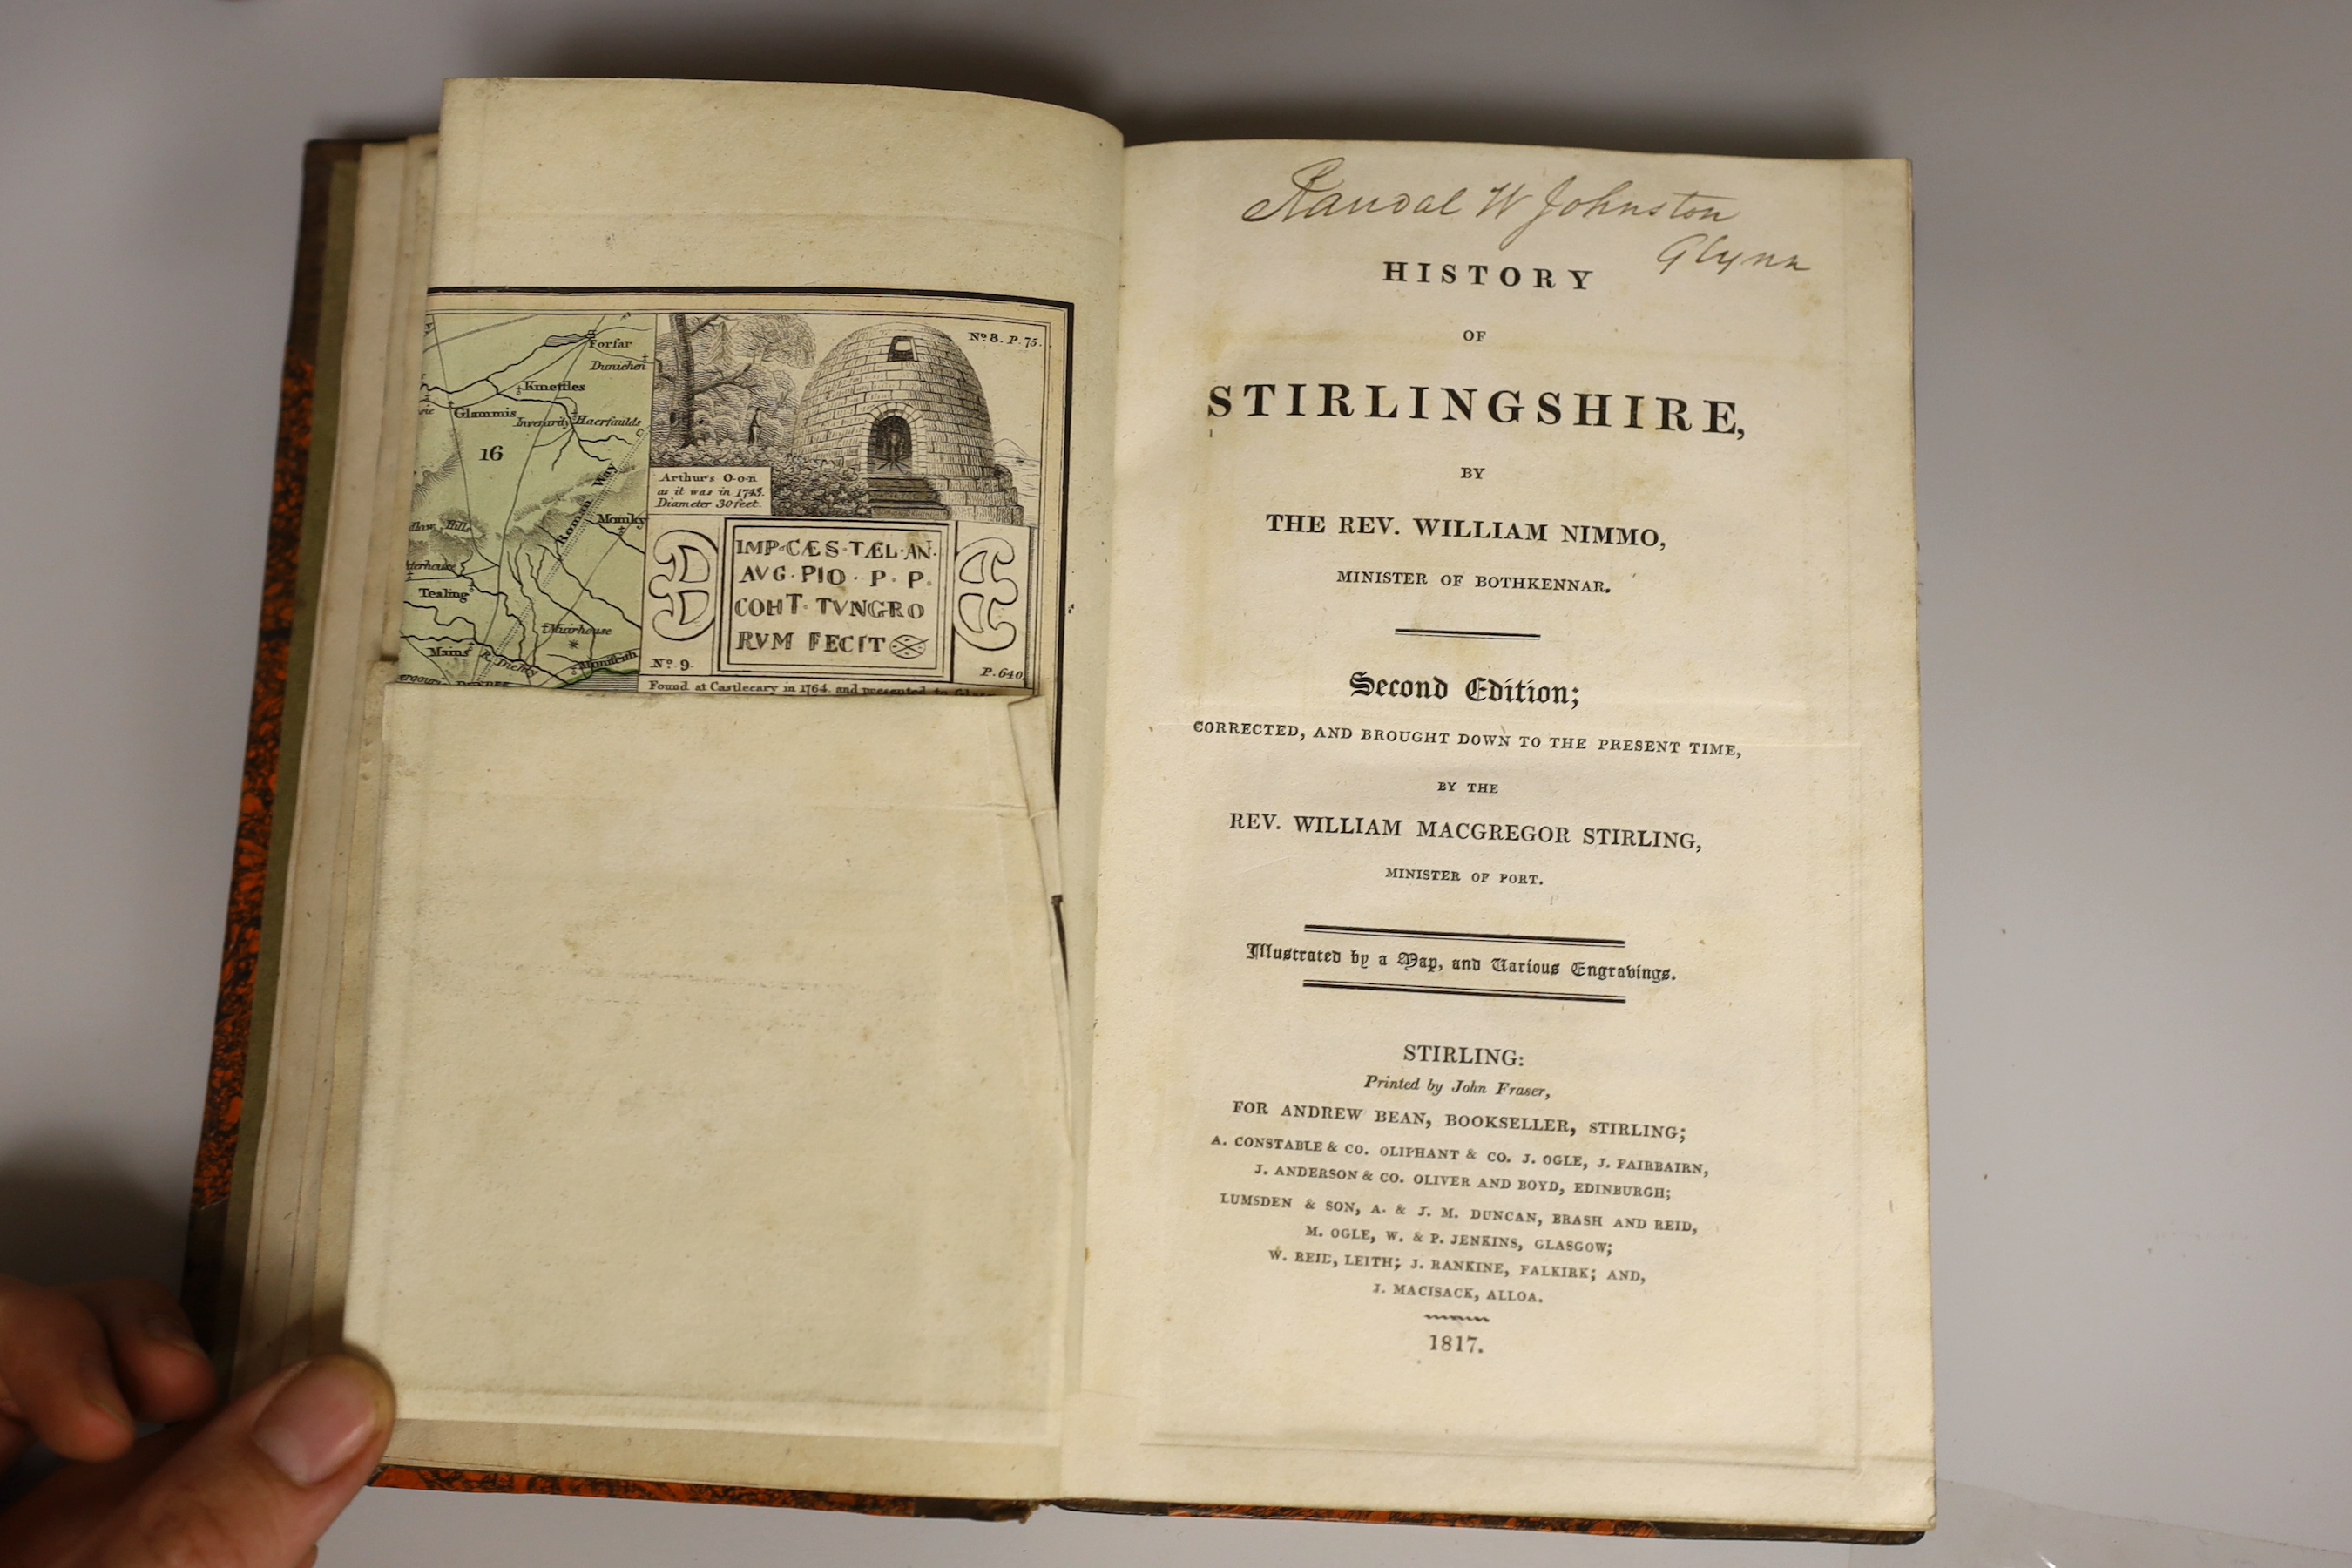 Forfar
Dunichen
Kinettles
Glammis
Inverarity
Haerfaulds
16
Roman Way
Moniky
Tealing
Muirhouse
Mains
R. Dichty
Monifeith
No. 8. P. 75.
Arthur's O-o-n
as it was in 1743.
Diameter 30 feet.
IMP·CÆS·TÆL·AN·
AVG·PIO·P·P.
COHT·TVNGRO
RVM FECIT
No. 9.
P. 640
Found at Castlecary in 1764. and presented to
Randal W Johnston
Glynn
HISTORY
OF
STIRLINGSHIRE,
BY
THE REV. WILLIAM NIMMO,
MINISTER OF BOTHKENNAR.
Second Edition;
CORRECTED, AND BROUGHT DOWN TO THE PRESENT TIME,
BY THE
REV. WILLIAM MACGREGOR STIRLING,
MINISTER OF PORT.
Illustrated by a Map, and Various Engravings.
STIRLING:
Printed by John Fraser,
FOR ANDREW BEAN, BOOKSELLER, STIRLING;
A. CONSTABLE & CO. OLIPHANT & CO. J. OGLE, J. FAIRBAIRN,
J. ANDERSON & CO. OLIVER AND BOYD, EDINBURGH;
LUMSDEN & SON, A. & J. M. DUNCAN, BRASH AND REID,
M. OGLE, W. & P. JENKINS, GLASGOW;
W. REID, LEITH; J. RANKINE, FALKIRK; AND,
J. MACISACK, ALLOA.
1817.